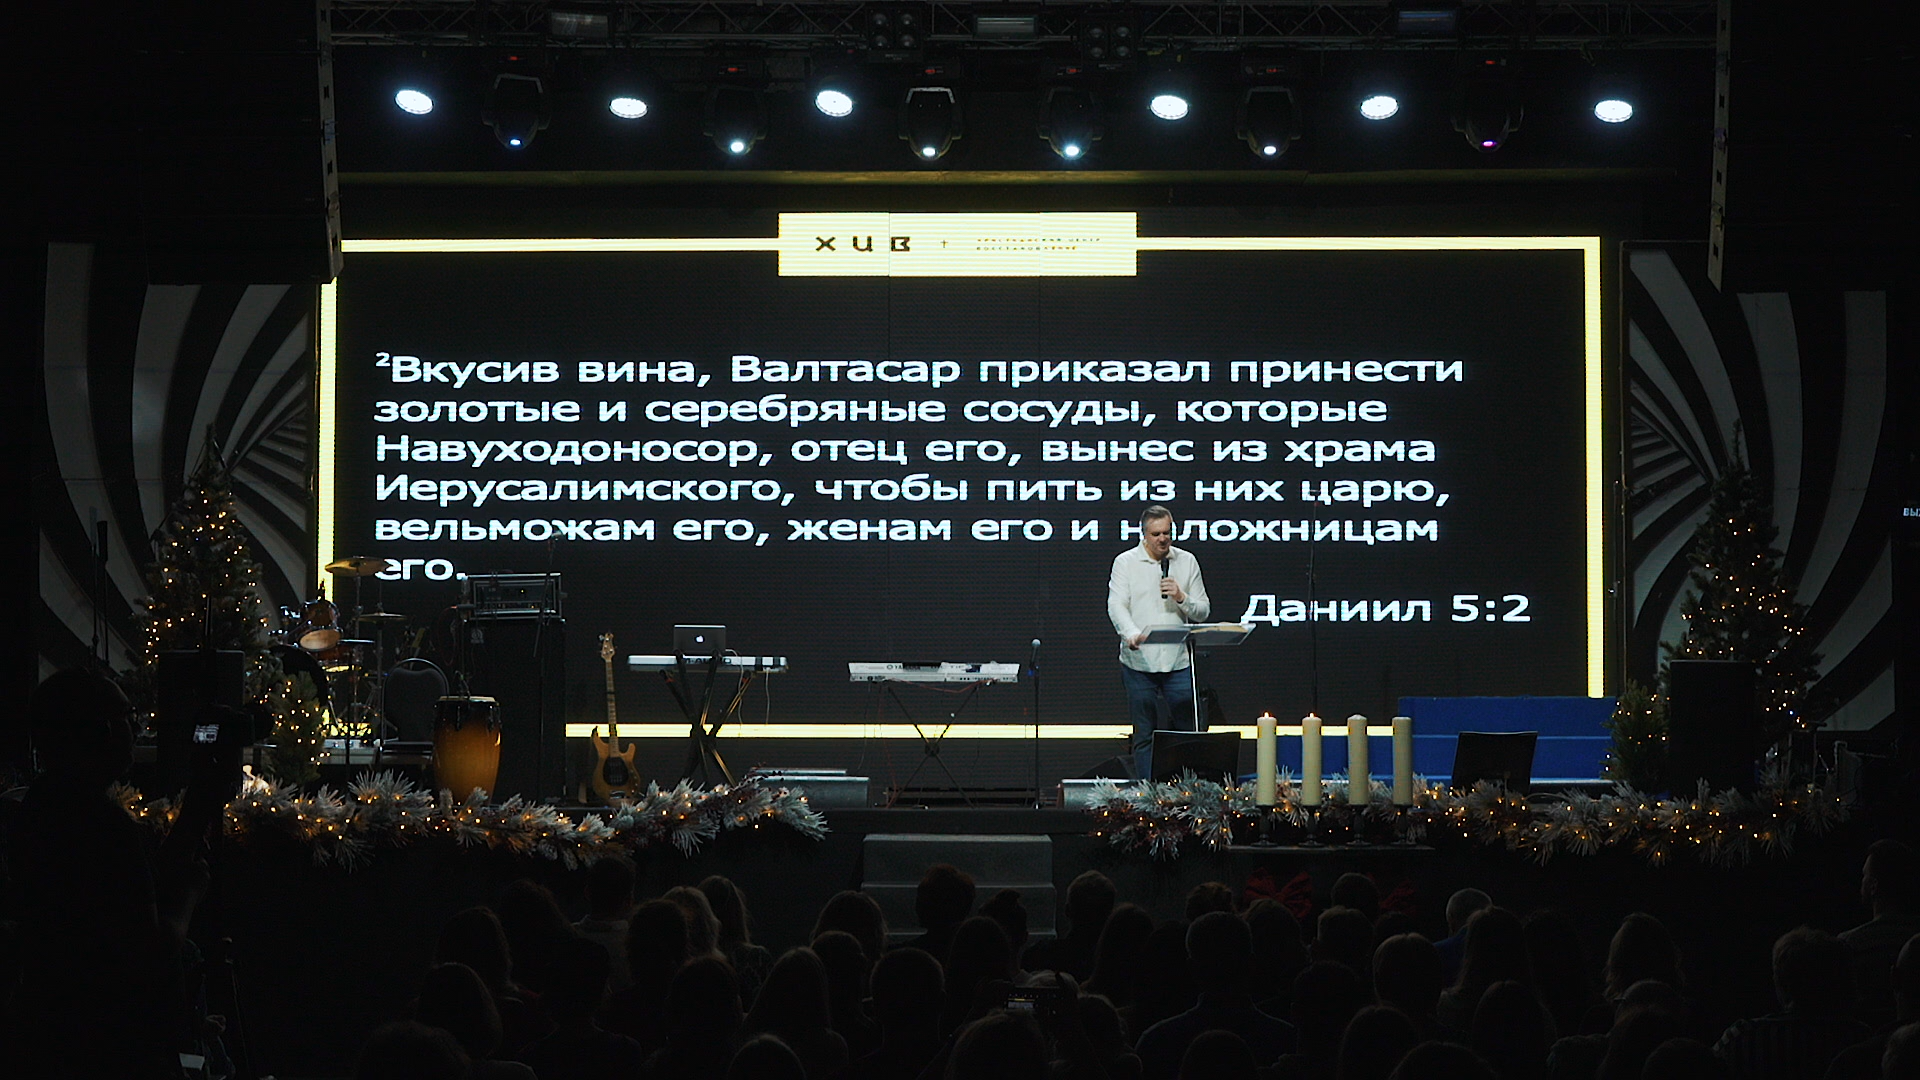 ХЦВ
²Вкусив вина, Валтасар приказал принести
золотые и серебряные сосуды, которые
Навуходоносор, отец его, вынес из храма
Иерусалимского, чтобы пить из них царю,
вельможам его, женам его и наложницам
его.
Даниил 5:2